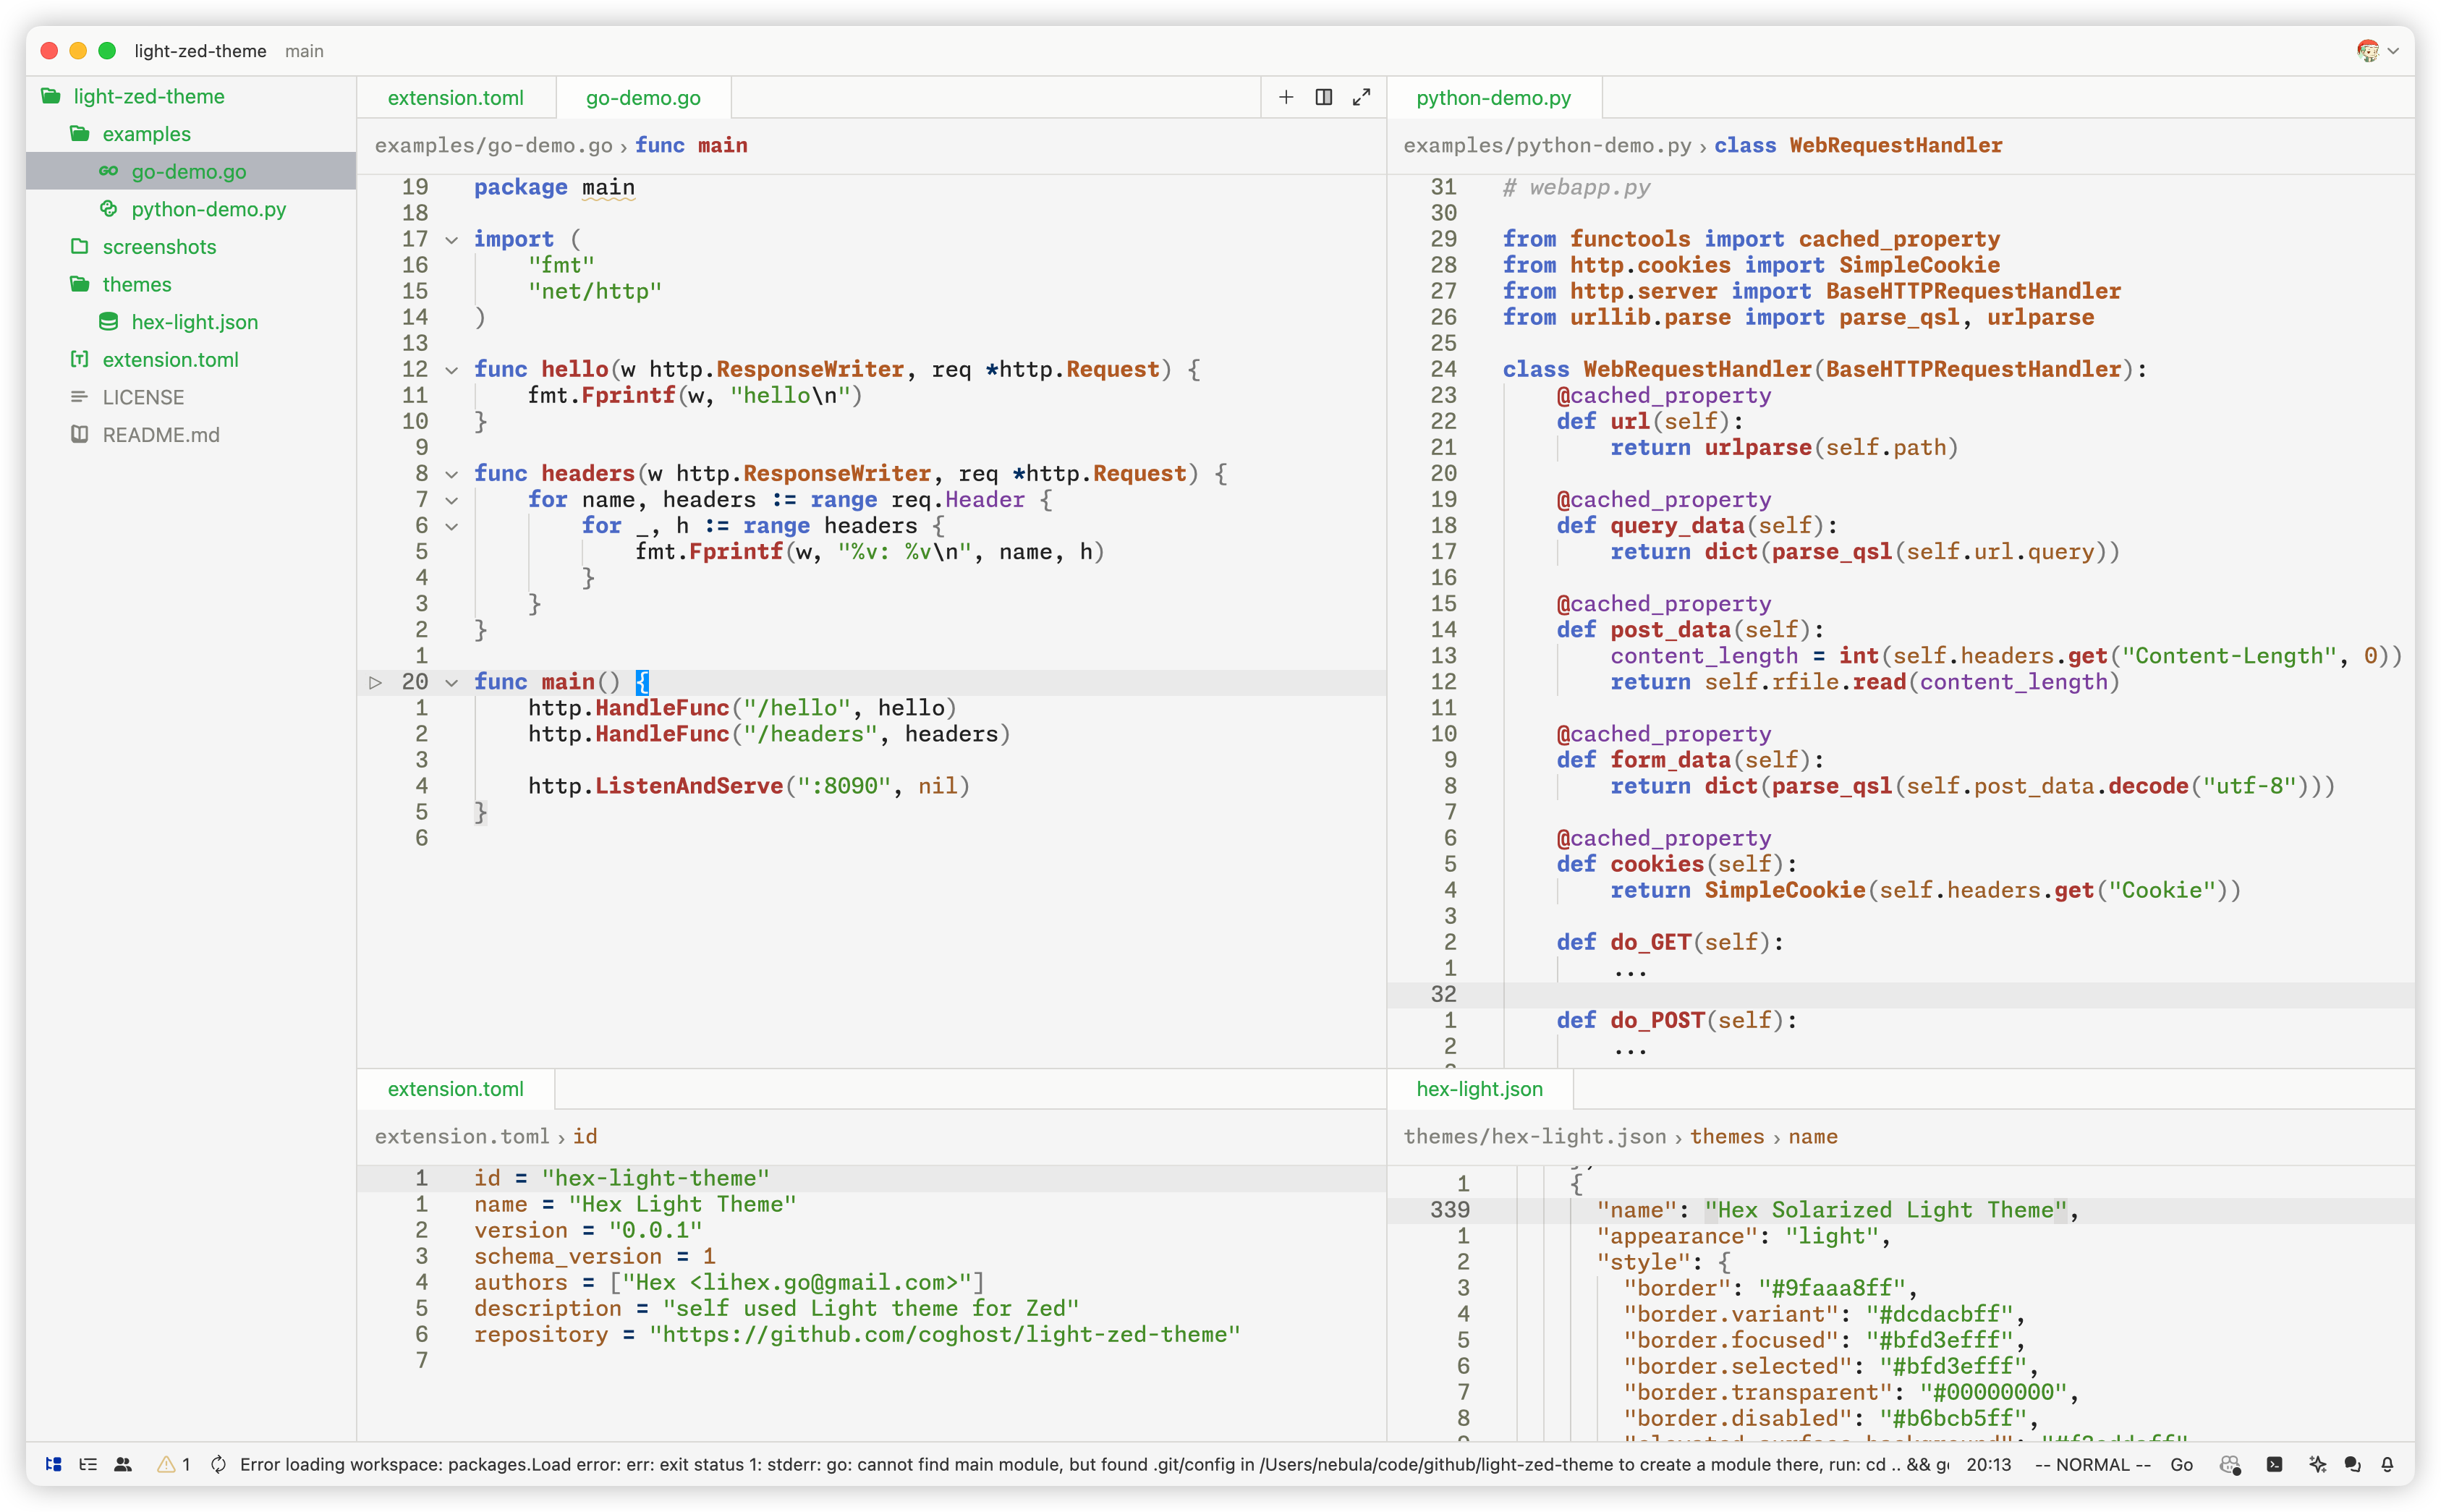 light-zed-theme main
light-zed-theme
examples
go-demo.go
python-demo.py
screenshots
themes
hex-light.json
extension.toml
LICENSE
README.md
extension.toml go-demo.go
examples/go-demo.go › func main
19 package main
18
17 import (
16 "fmt"
15 "net/http"
14 )
13
12 func hello(w http.ResponseWriter, req *http.Request) {
11 fmt.Fprintf(w, "hello\n")
10 }
9
8 func headers(w http.ResponseWriter, req *http.Request) {
7 for name, headers := range req.Header {
6 for _, h := range headers {
5 fmt.Fprintf(w, "%v: %v\n", name, h)
4 }
3 }
2 }
1
20 func main() {
1 http.HandleFunc("/hello", hello)
2 http.HandleFunc("/headers", headers)
3
4 http.ListenAndServe(":8090", nil)
5 }
6
python-demo.py
examples/python-demo.py › class WebRequestHandler
31 # webapp.py
30
29 from functools import cached_property
28 from http.cookies import SimpleCookie
27 from http.server import BaseHTTPRequestHandler
26 from urllib.parse import parse_qsl, urlparse
25
24 class WebRequestHandler(BaseHTTPRequestHandler):
23 @cached_property
22 def url(self):
21 return urlparse(self.path)
20
19 @cached_property
18 def query_data(self):
17 return dict(parse_qsl(self.url.query))
16
15 @cached_property
14 def post_data(self):
13 content_length = int(self.headers.get("Content-Length", 0))
12 return self.rfile.read(content_length)
11
10 @cached_property
9 def form_data(self):
8 return dict(parse_qsl(self.post_data.decode("utf-8")))
7
6 @cached_property
5 def cookies(self):
4 return SimpleCookie(self.headers.get("Cookie"))
3
2 def do_GET(self):
1 ...
32
1 def do_POST(self):
2 ...
extension.toml
extension.toml › id
1 id = "hex-light-theme"
1 name = "Hex Light Theme"
2 version = "0.0.1"
3 schema_version = 1
4 authors = ["Hex <lihex.go@gmail.com>"]
5 description = "self used Light theme for Zed"
6 repository = "https://github.com/coghost/light-zed-theme"
7
hex-light.json
themes/hex-light.json › themes › name
1 {
339 "name": "Hex Solarized Light Theme",
1 "appearance": "light",
2 "style": {
3 "border": "#9faaa8ff",
4 "border.variant": "#dcdacbff",
5 "border.focused": "#bfd3efff",
6 "border.selected": "#bfd3efff",
7 "border.transparent": "#00000000",
8 "border.disabled": "#b6bcb5ff",
1 Error loading workspace: packages.Load error: err: exit status 1: stderr: go: cannot find main module, but found .git/config in /Users/nebula/code/github/light-zed-theme to create a module there, run: cd .. && go 20:13 -- NORMAL -- Go